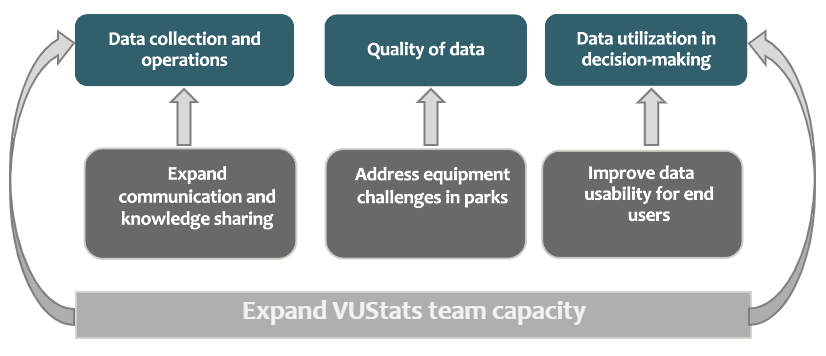 Data collection and
operations
Quality of data
Data utilization in
decision-making
Expand
communication and
knowledge sharing
Address equipment
challenges in parks
Improve data
usability for end
users
Expand VUStats team capacity